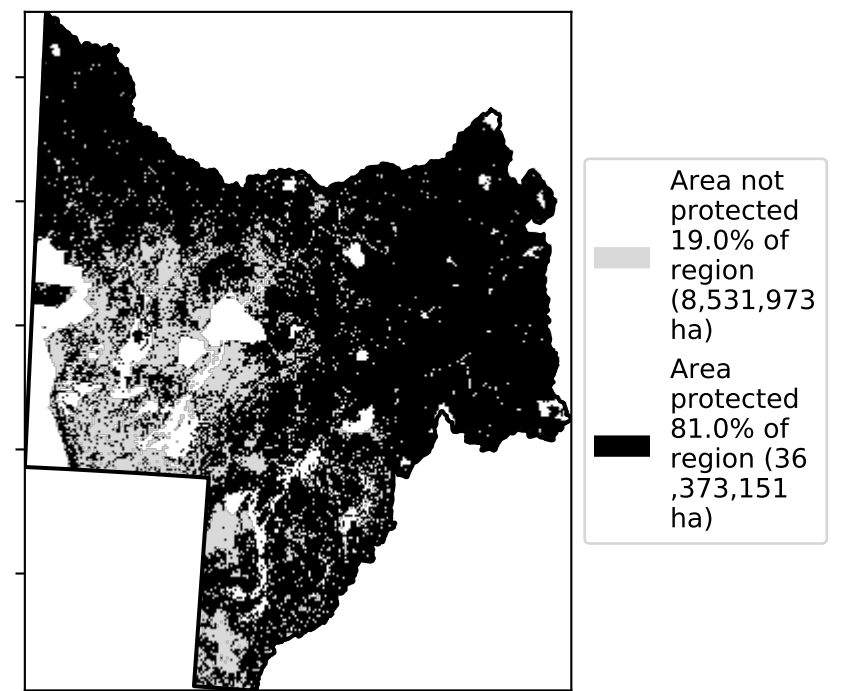 Area not
protected
19.0% of
region
(8,531,973
ha)
Area
protected
81.0% of
region (36
,373,151
ha)